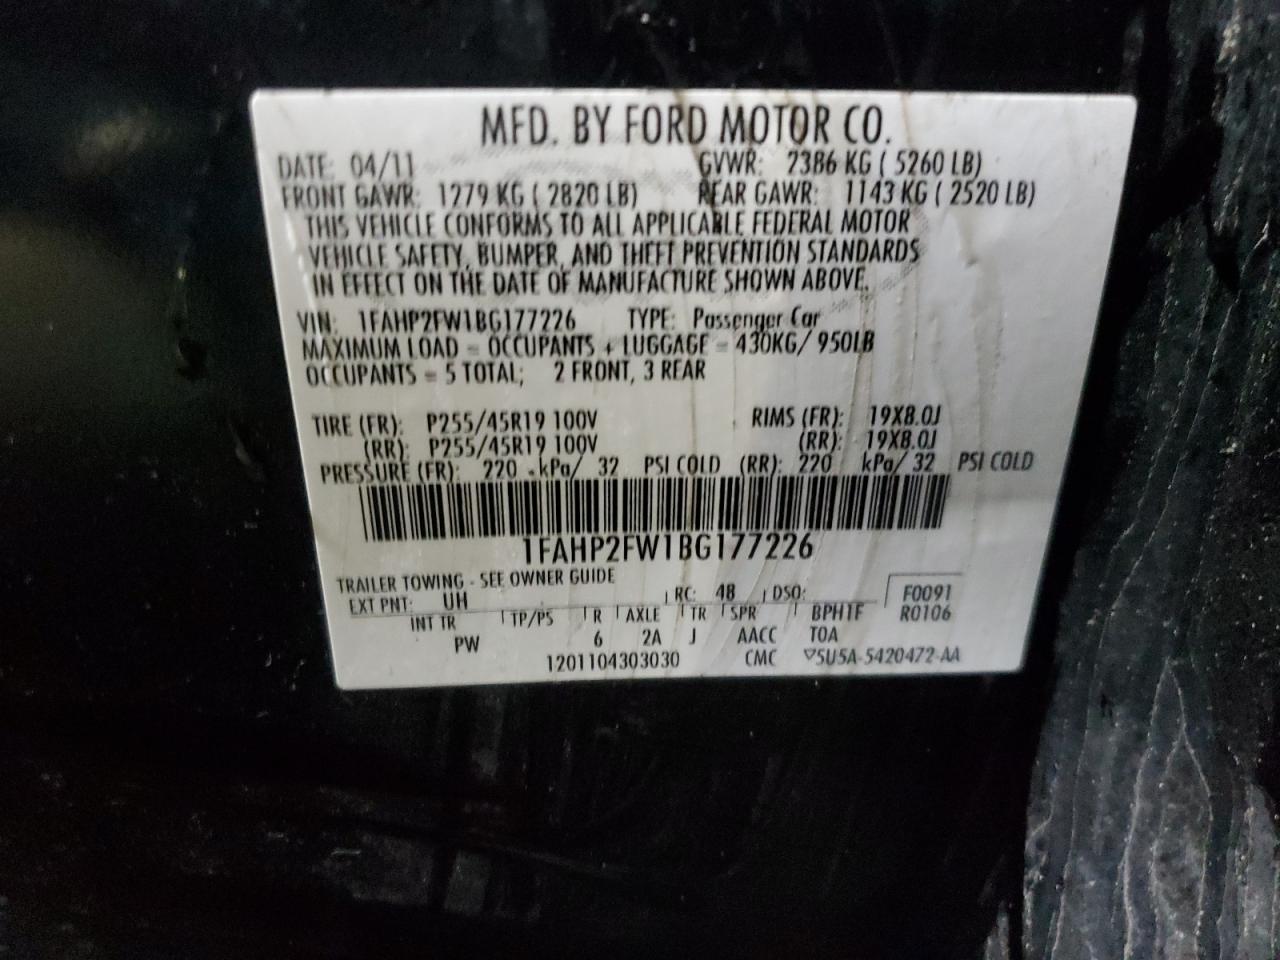 MFD. BY FORD MOTOR CO.
DATE: 04/11 GVWR: 2386 KG ( 5260 LB)
FRONT GAWR: 1279 KG ( 2820 LB) REAR GAWR: 1143 KG ( 2520 LB)
THIS VEHICLE CONFORMS TO ALL APPLICABLE FEDERAL MOTOR
VEHICLE SAFETY, BUMPER, AND THEFT PREVENTION STANDARDS
IN EFFECT ON THE DATE OF MANUFACTURE SHOWN ABOVE.
VIN: 1FAHP2FW1BG177226 TYPE: Passenger Car
MAXIMUM LOAD = OCCUPANTS + LUGGAGE = 430KG/ 950LB
OCCUPANTS = 5 TOTAL; 2 FRONT, 3 REAR
TIRE (FR): P255/45R19 100V RIMS (FR): 19X8.0J
(RR): P255/45R19 100V (RR): 19X8.0J
PRESSURE (FR): 220 kPa/ 32 PSI COLD (RR): 220 kPa/ 32 PSI COLD
1FAHP2FW1BG177226
TRAILER TOWING - SEE OWNER GUIDE
EXT PNT: UH RC: 48 DSO: F0091
INT TR TP/PS R AXLE TR SPR BPH1F R0106
PW 6 2A J AACC TOA
1201104303030 CMC ▽5U5A-5420472-AA